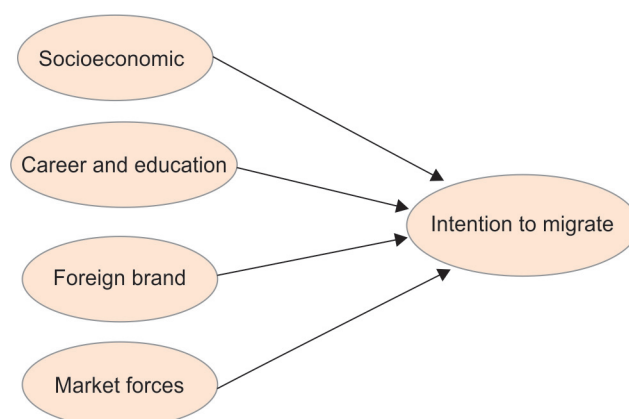 Socioeconomic
Career and education
Intention to migrate
Foreign brand
Market forces